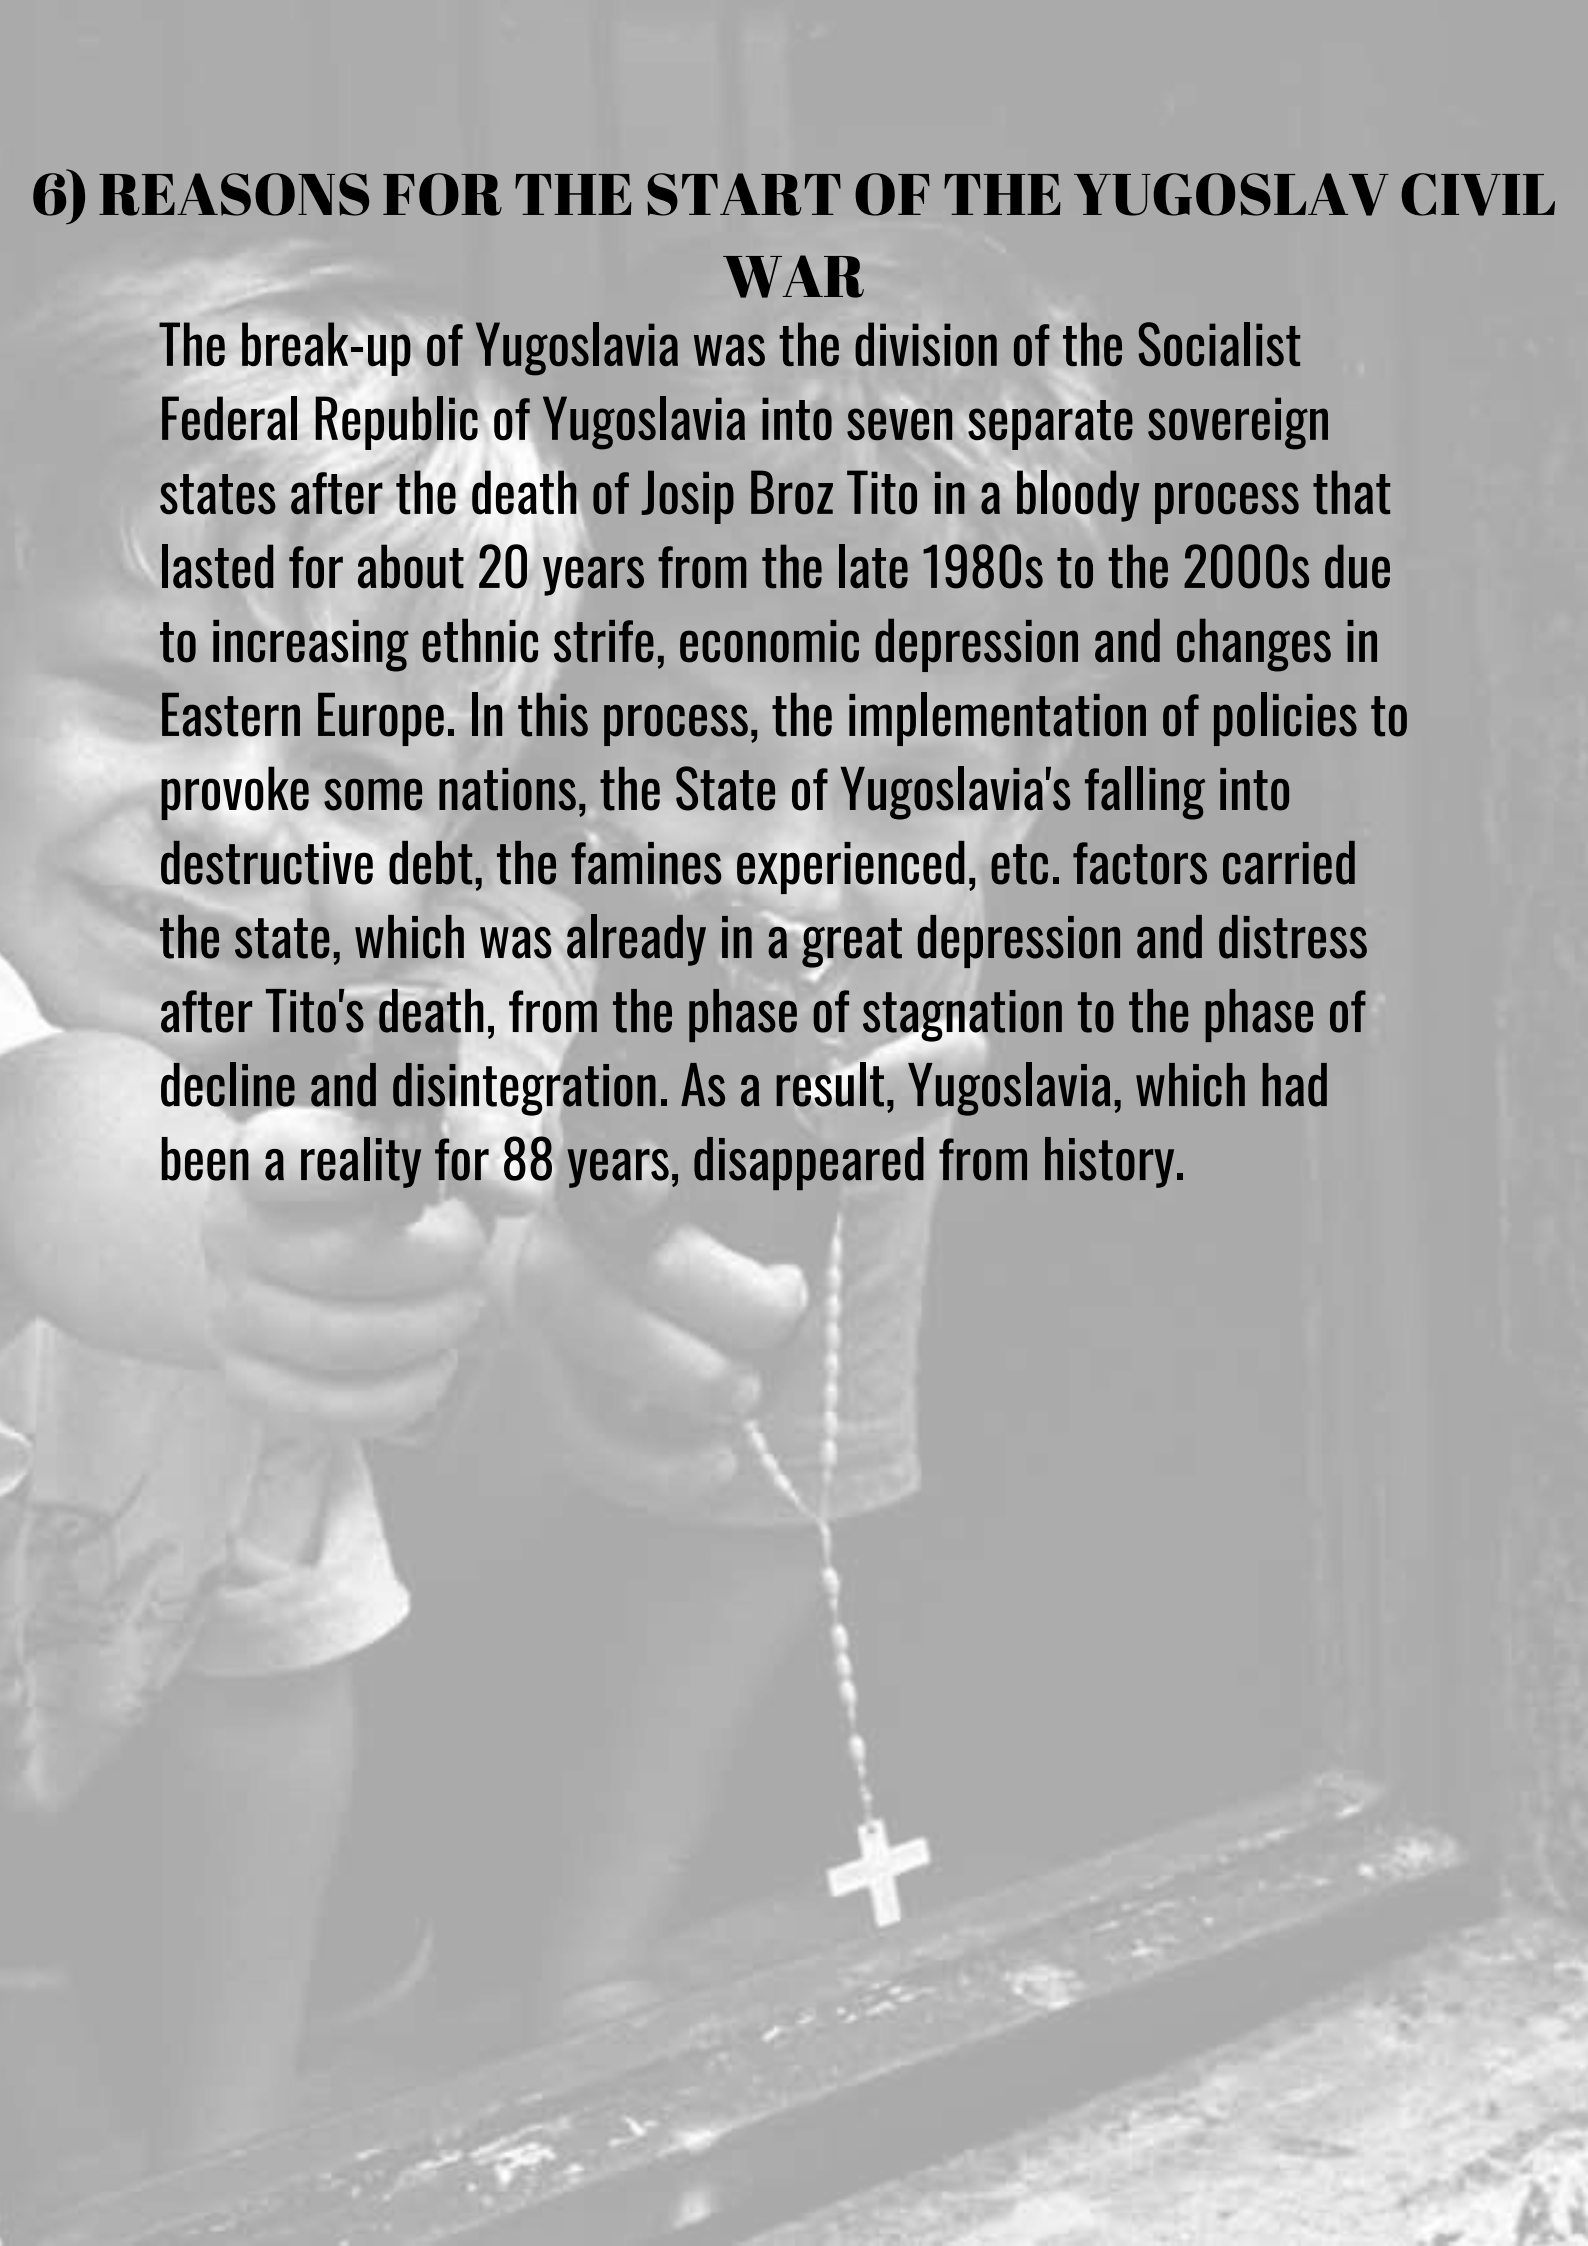 6) REASONS FOR THE START OF THE YUGOSLAV CIVIL
WAR
The break-up of Yugoslavia was the division of the Socialist
Federal Republic of Yugoslavia into seven separate sovereign
states after the death of Josip Broz Tito in a bloody process that
lasted for about 20 years from the late 1980s to the 2000s due
to increasing ethnic strife, economic depression and changes in
Eastern Europe. In this process, the implementation of policies to
provoke some nations, the State of Yugoslavia's falling into
destructive debt, the famines experienced, etc. factors carried
the state, which was already in a great depression and distress
after Tito's death, from the phase of stagnation to the phase of
decline and disintegration. As a result, Yugoslavia, which had
been a reality for 88 years, disappeared from history.